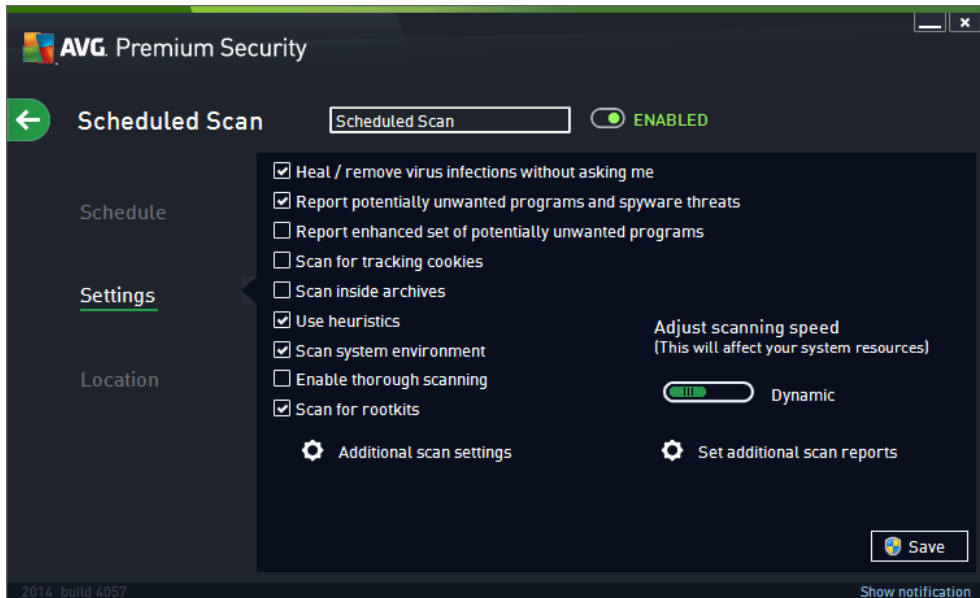 AVG. Premium Security
Scheduled Scan
Scheduled Scan
ENABLED
Schedule
Settings
Location
Heal / remove virus infections without asking me
Report potentially unwanted programs and spyware threats
Report enhanced set of potentially unwanted programs
Scan for tracking cookies
Scan inside archives
Use heuristics
Scan system environment
Enable thorough scanning
Scan for rootkits
Adjust scanning speed
(This will affect your system resources)
Dynamic
Additional scan settings
Set additional scan reports
Save
2014 build 4057
Show notification